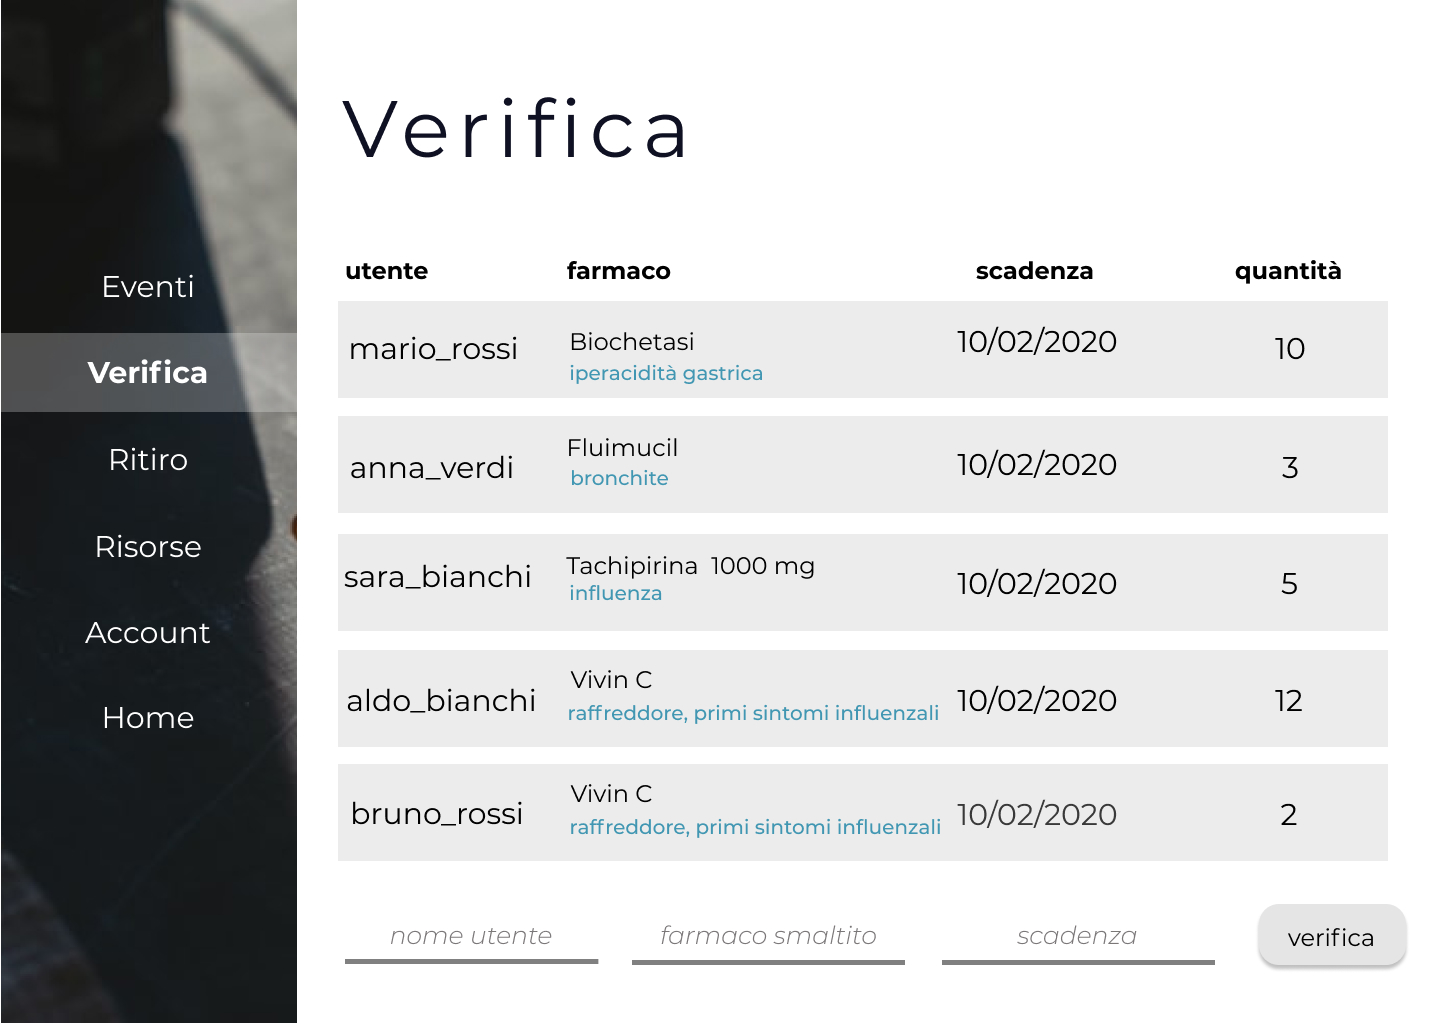 Eventi
Verifica
Ritiro
Risorse
Account
Home
Verifica
utente farmaco scadenza quantità
mario_rossi Biochetasi 10/02/2020 10
iperacidità gastrica
anna_verdi Fluimucil 10/02/2020 3
bronchite
sara_bianchi Tachipirina 1000 mg 10/02/2020 5
influenza
aldo_bianchi Vivin C 10/02/2020 12
raffreddore, primi sintomi influenzali
bruno_rossi Vivin C 10/02/2020 2
raffreddore, primi sintomi influenzali
nome utente farmaco smaltito scadenza verifica